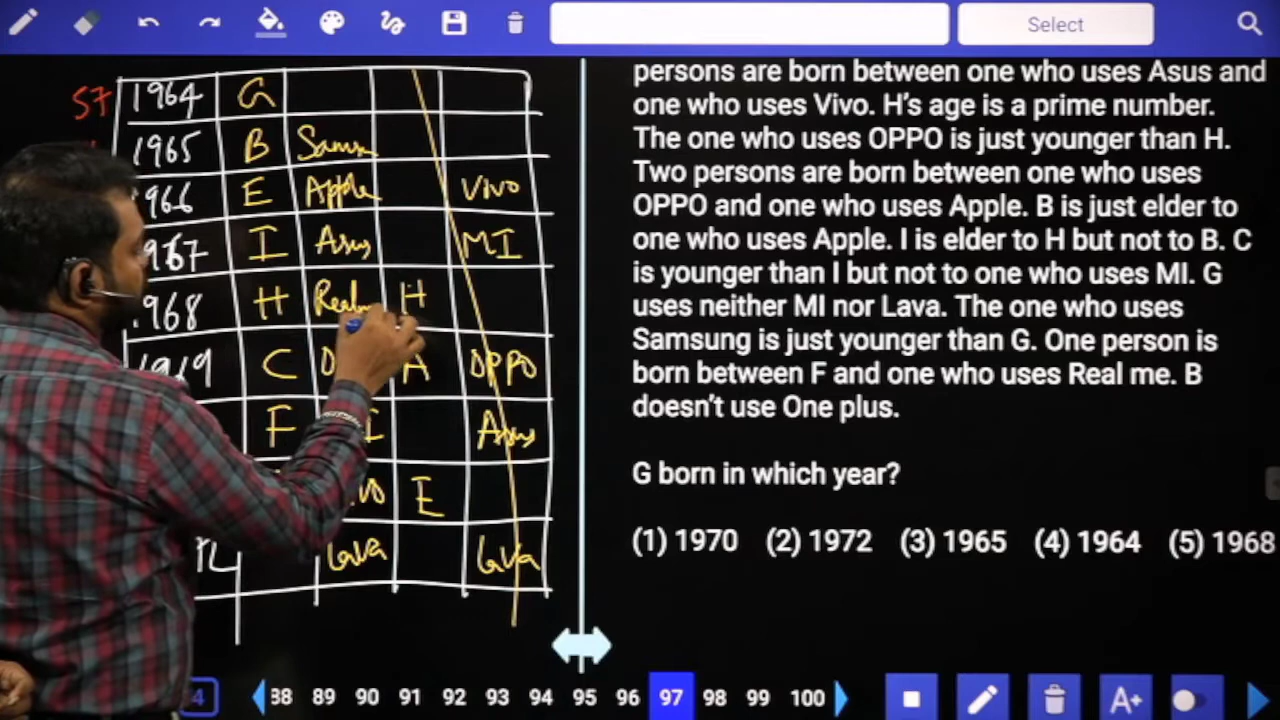 Select
57 1964 G
1965 B Samsu
.966 E Apple Vivo
967 I Asus MI
.968 H Realm H
C A OPPO
F I Asus
E
Lava Lava
persons are born between one who uses Asus and
one who uses Vivo. H's age is a prime number.
The one who uses OPPO is just younger than H.
Two persons are born between one who uses
OPPO and one who uses Apple. B is just elder to
one who uses Apple. I is elder to H but not to B. C
is younger than I but not to one who uses MI. G
uses neither MI nor Lava. The one who uses
Samsung is just younger than G. One person is
born between F and one who uses Real me. B
doesn't use One plus.
G born in which year?
(1) 1970 (2) 1972 (3) 1965 (4) 1964 (5) 1968
4 88 89 90 91 92 93 94 95 96 97 98 99 100 A+